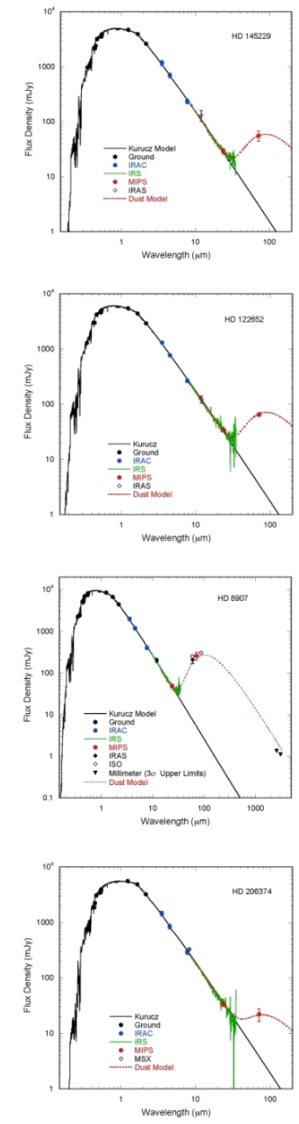 HD 145229
10⁴
1000
100
10
1
Flux Density (mJy)
Kurucz Model
Ground
IRAC
IRS
MIPS
IRAS
Dust Model
1 10 100
Wavelength (μm)
HD 122652
10⁴
1000
100
10
1
Flux Density (mJy)
Kurucz
Ground
IRAC
IRS
MIPS
IRAS
Dust Model
1 10 100
Wavelength (μm)
HD 8907
10⁴
1000
100
10
1
0.1
Flux Density (mJy)
Kurucz Model
Ground
IRAC
IRS
MIPS
IRAS
ISO
Millimeter (3σ Upper Limits)
Dust Model
1 10 100 1000
Wavelength (μm)
HD 206374
10⁴
1000
100
10
1
Flux Density (mJy)
Kurucz
Ground
IRAC
IRS
MIPS
MSX
Dust Model
1 10 100
Wavelength (μm)